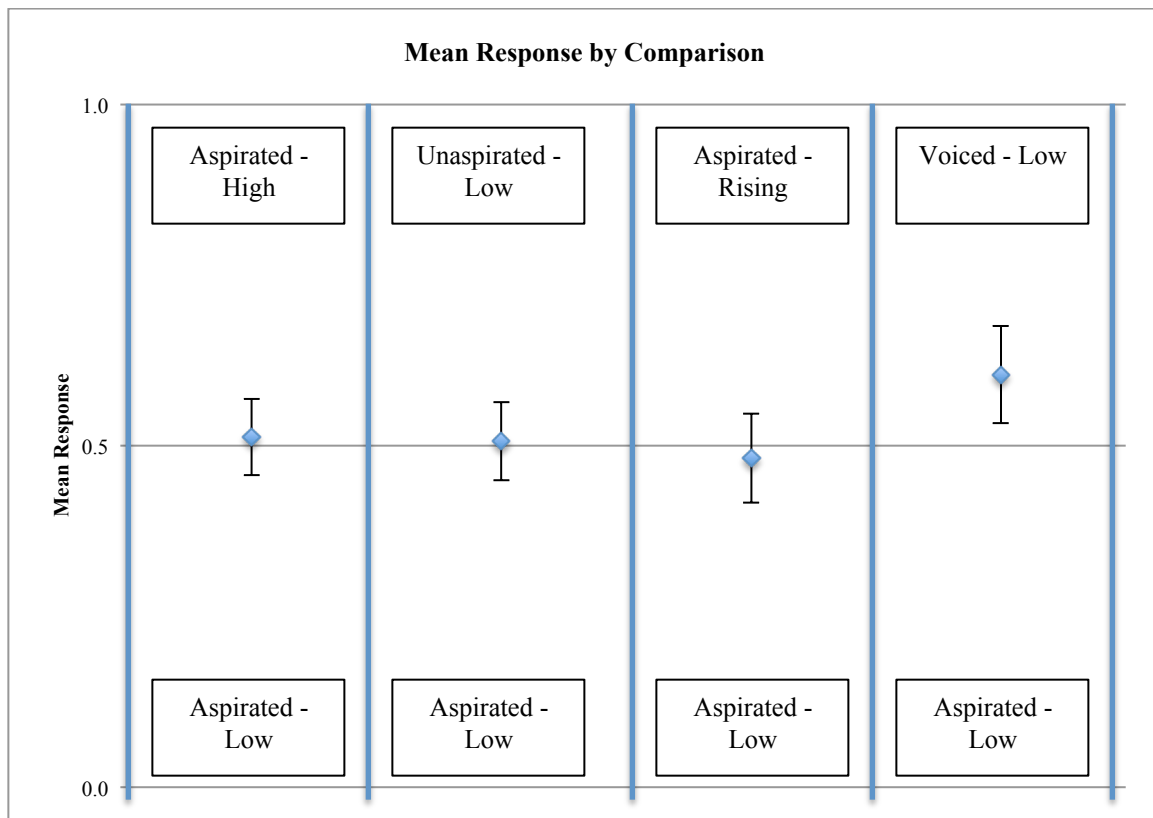 Mean Response by Comparison
1.0
Aspirated -
High
Unaspirated -
Low
Aspirated -
Rising
Voiced - Low
Mean Response
0.5
Aspirated -
Low
Aspirated -
Low
Aspirated -
Low
Aspirated -
Low
0.0